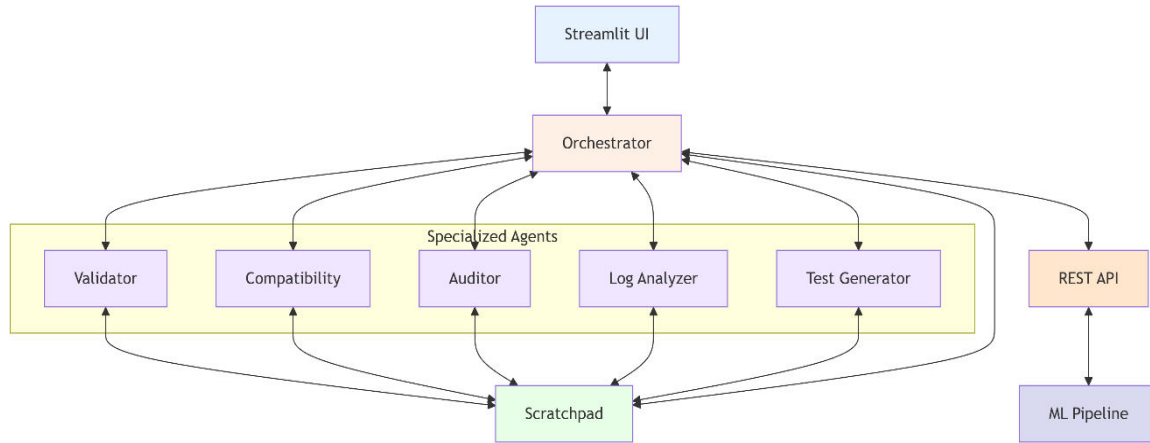 Streamlit UI
Orchestrator
Specialized Agents
Validator
Compatibility
Auditor
Log Analyzer
Test Generator
REST API
Scratchpad
ML Pipeline